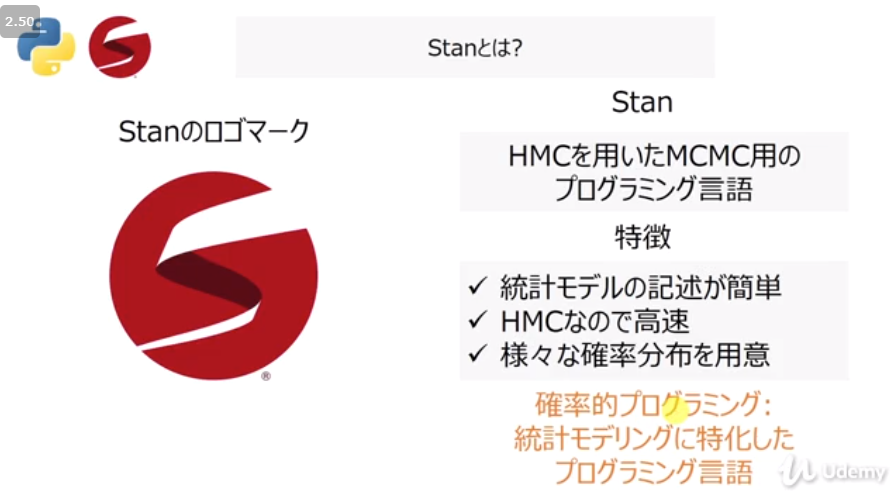 2.50
Stanとは?
Stanのロゴマーク
®
Stan
HMCを用いたMCMC用の
プログラミング言語
特徴
✓ 統計モデルの記述が簡単
✓ HMCなので高速
✓ 様々な確率分布を用意
確率的プログラミング:
統計モデリングに特化した
プログラミング言語
Udemy